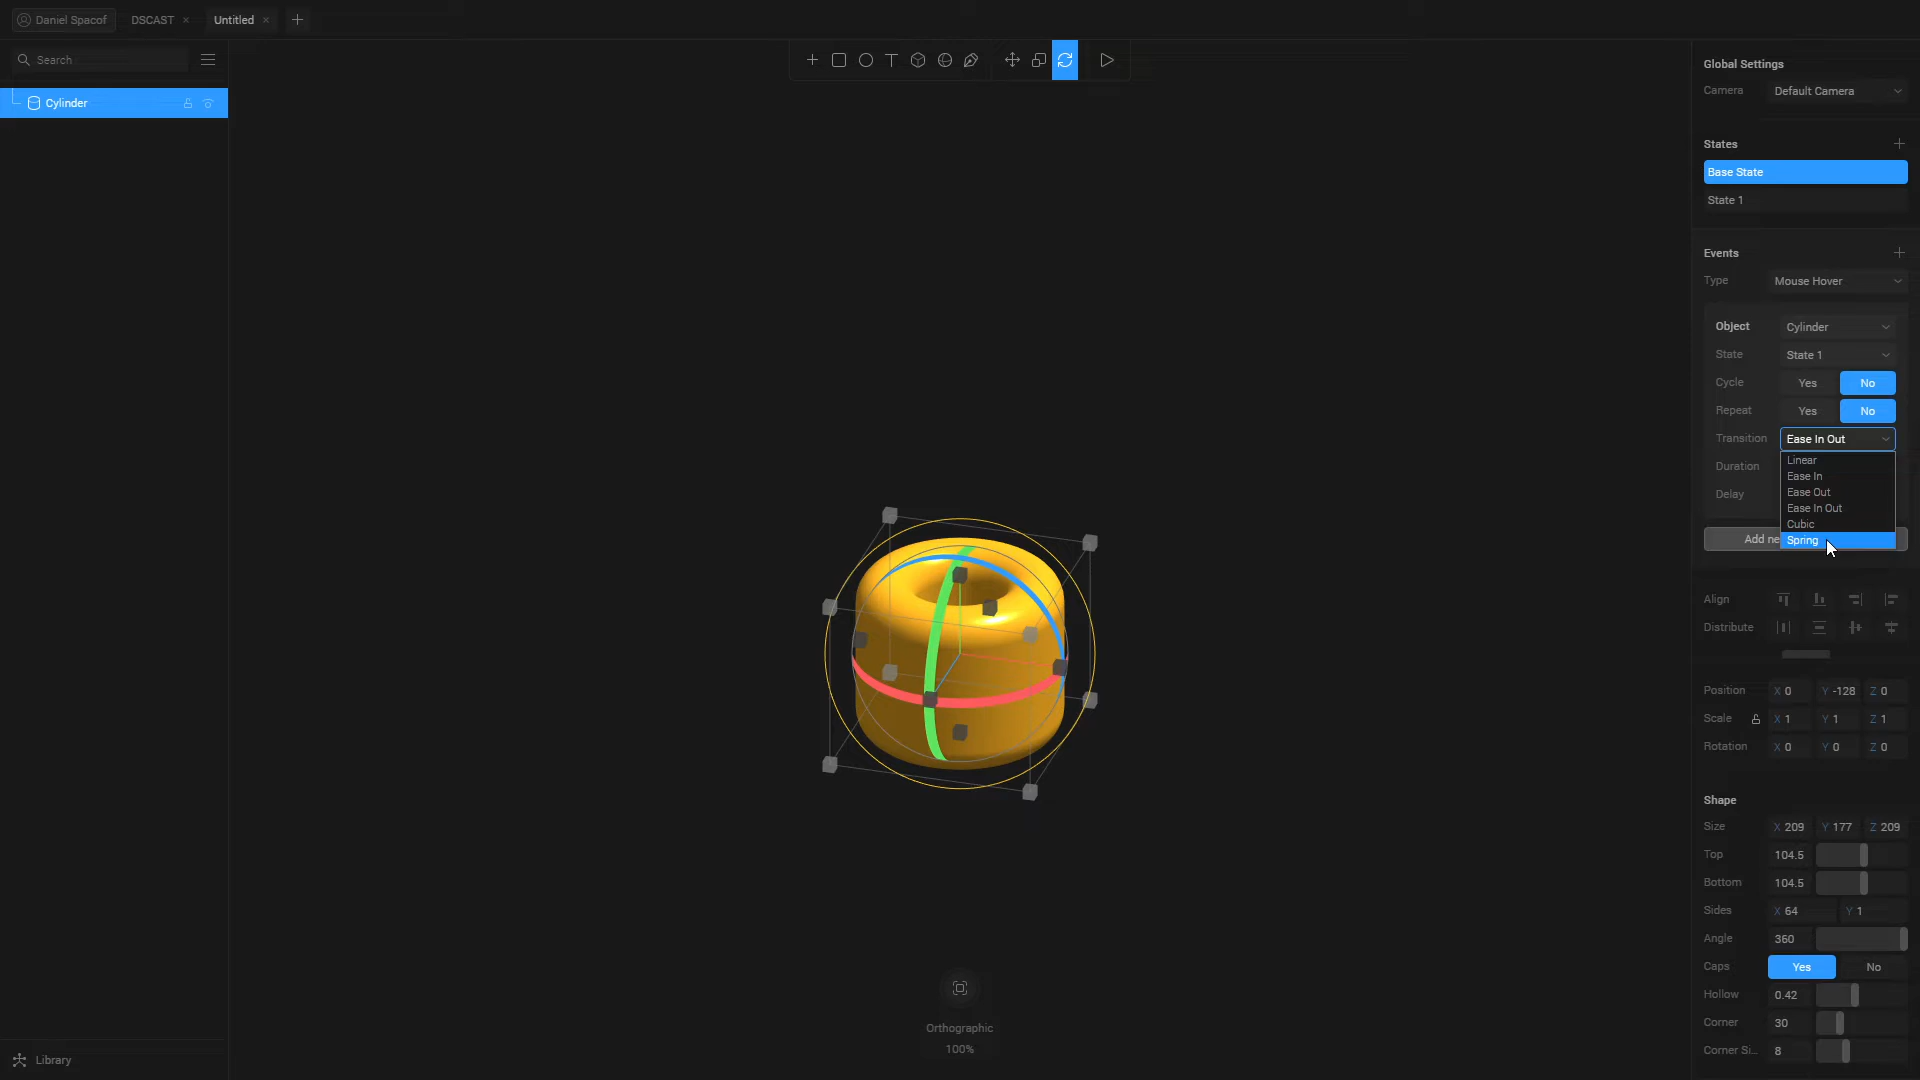 Daniel Spacof
DSCAST
Untitled
Search
Cylinder
Library
Orthographic
100%
Global Settings
Camera Default Camera
States
Base State
State 1
Events
Type Mouse Hover
Object Cylinder
State State 1
Cycle Yes No
Repeat Yes No
Transition Ease In Out
Linear
Duration
Ease In
Ease Out
Delay
Ease In Out
Cubic
Add ne
Spring
Align
Distribute
Position X 0 Y -128 Z 0
Scale X 1 Y 1 Z 1
Rotation X 0 Y 0 Z 0
Shape
Size X 209 Y 177 Z 209
Top 104.5
Bottom 104.5
Sides X 64 Y 1
Angle 360
Caps Yes No
Hollow 0.42
Corner 30
Corner Si... 8